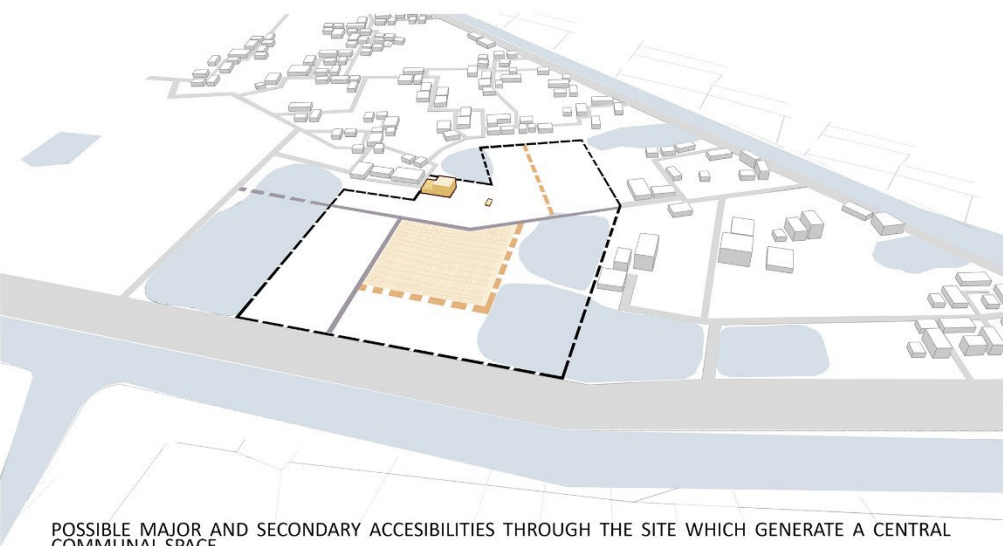 POSSIBLE MAJOR AND SECONDARY ACCESIBILITIES THROUGH THE SITE WHICH GENERATE A CENTRAL
COMMUNAL SPACE